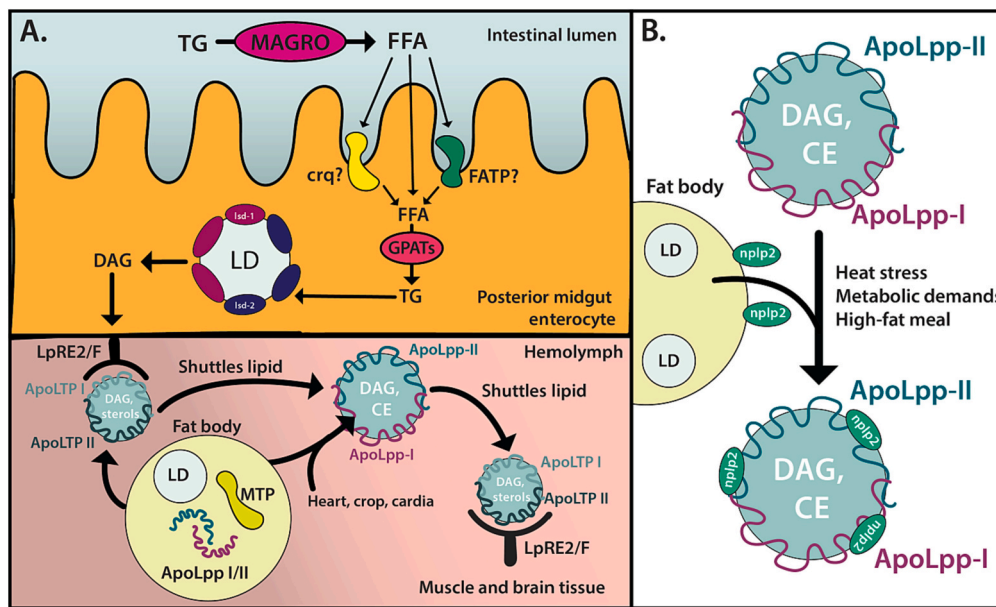 A.
TG
MAGRO
FFA
Intestinal lumen
crq?
FATP?
FFA
GPATs
TG
lsd-1
LD
lsd-2
DAG
Posterior midgut
enterocyte
LpRE2/F
Hemolymph
ApoLTP I
DAG,
sterols
ApoLTP II
Shuttles lipid
ApoLpp-II
DAG,
CE
ApoLpp-I
Shuttles lipid
Fat body
LD
MTP
ApoLpp I/II
Heart, crop, cardia
ApoLTP I
DAG,
sterols
ApoLTP II
LpRE2/F
Muscle and brain tissue
B.
ApoLpp-II
DAG,
CE
ApoLpp-I
Fat body
LD
nplp2
nplp2
LD
Heat stress
Metabolic demands
High-fat meal
ApoLpp-II
nplp2
nplp2
DAG,
CE
nplp2
ApoLpp-I